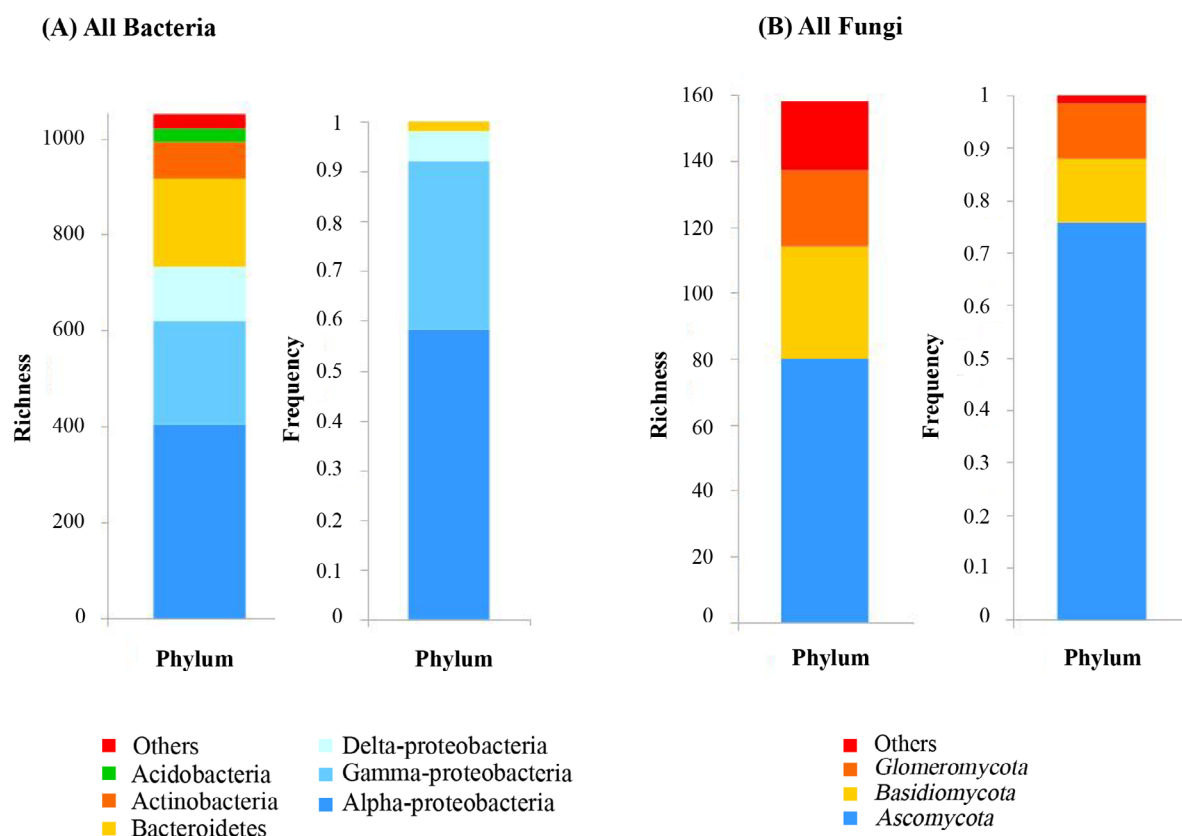 (A) All Bacteria
(B) All Fungi
1000
800
600
400
200
0
Richness
Phylum
1
0.9
0.8
0.7
0.6
0.5
0.4
0.3
0.2
0.1
0
Frequency
Phylum
160
140
120
100
80
60
40
20
0
Richness
Phylum
1
0.9
0.8
0.7
0.6
0.5
0.4
0.3
0.2
0.1
0
Frequency
Phylum
Others
Acidobacteria
Actinobacteria
Bacteroidetes
Delta-proteobacteria
Gamma-proteobacteria
Alpha-proteobacteria
Others
Glomeromycota
Basidiomycota
Ascomycota